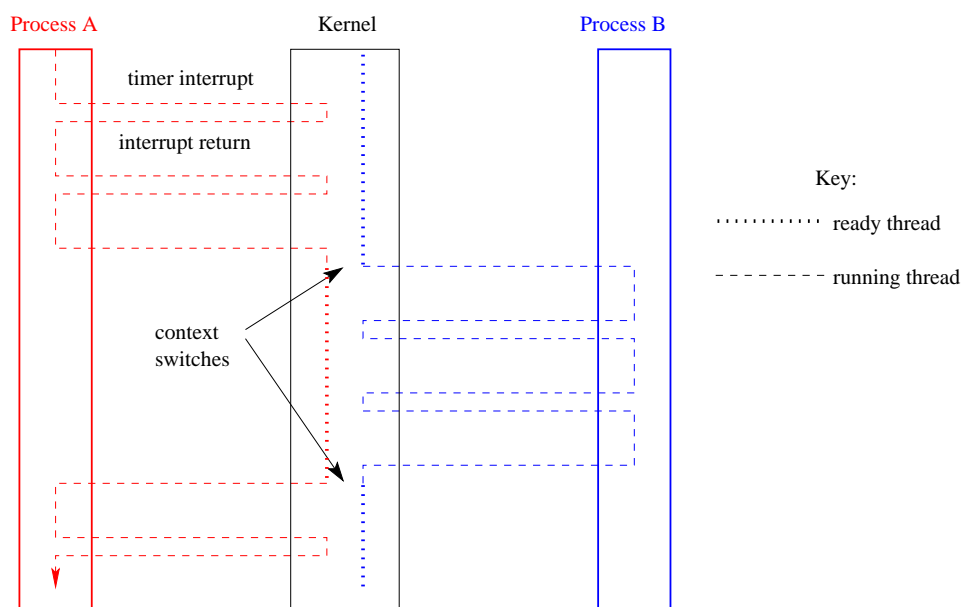 Process A
Kernel
Process B
timer interrupt
interrupt return
Key:
ready thread
running thread
context
switches